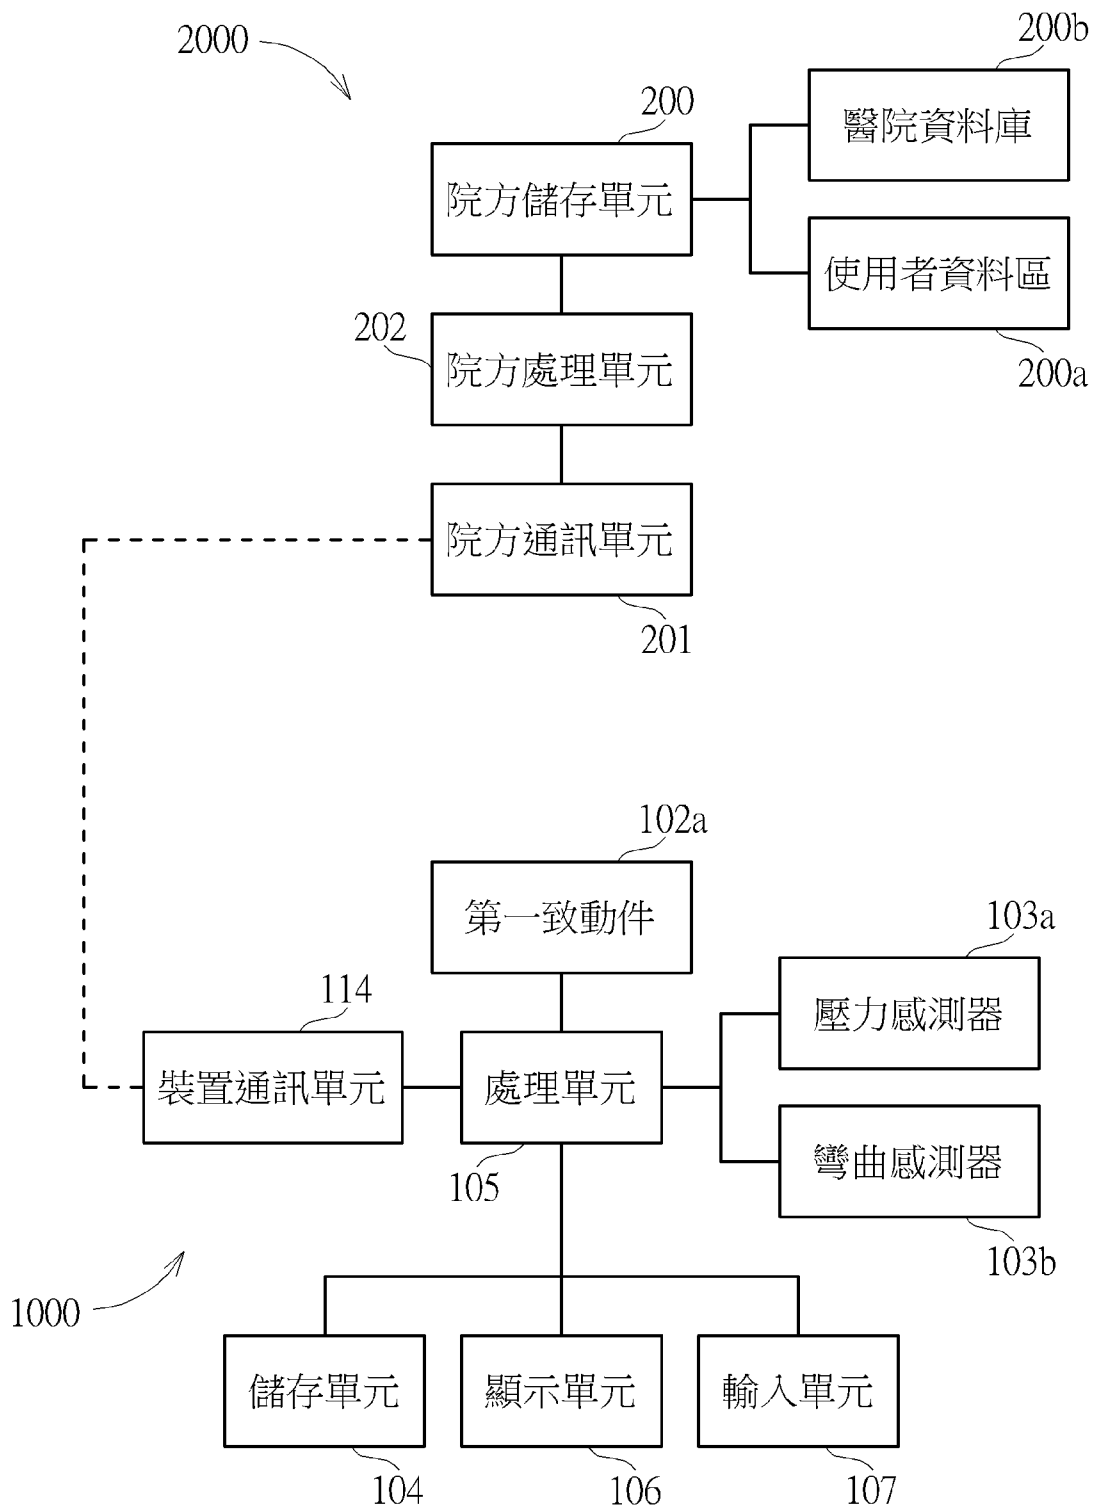 2000
200b
200
醫院資料庫
院方儲存單元
使用者資料區
202
200a
院方處理單元
院方通訊單元
201
102a
第一致動件
103a
114
壓力感測器
裝置通訊單元
處理單元
105
彎曲感測器
103b
1000
儲存單元
顯示單元
輸入單元
104
106
107